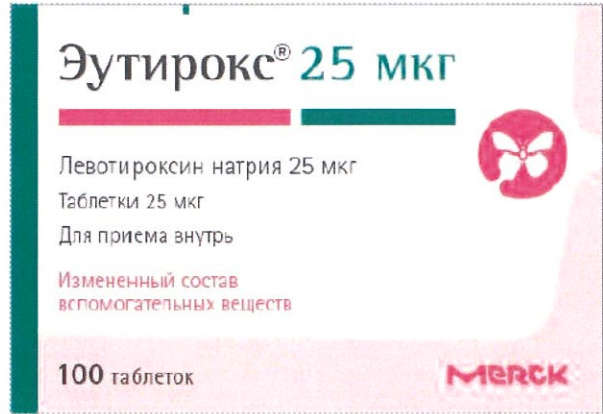 Эутирокс® 25 мкг
Левотироксин натрия 25 мкг
Таблетки 25 мкг
Для приема внутрь
Измененный состав
вспомогательных веществ
100 таблеток
Merck